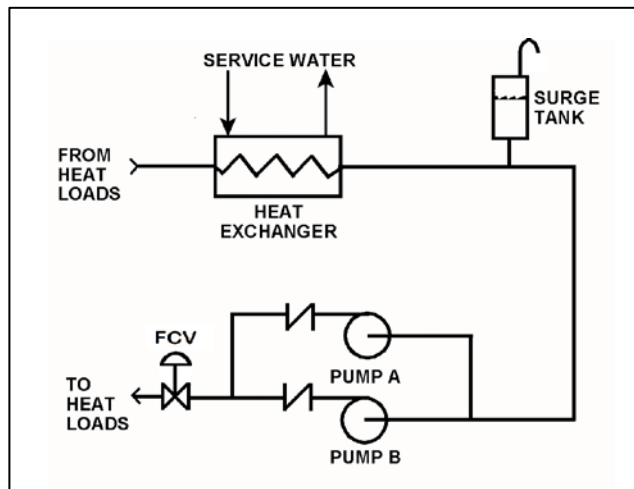 SERVICE WATER
SURGE
TANK
FROM
HEAT
LOADS
HEAT
EXCHANGER
FCV
PUMP A
TO
HEAT
LOADS
PUMP B